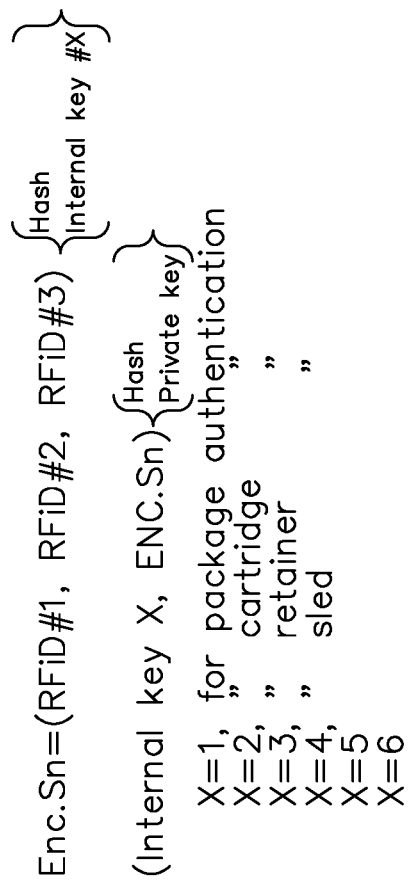 Enc.Sn=(RFiD#1, RFiD#2, RFiD#3){Hash Internal key #X}
(Internal key X, ENC.Sn){Hash Private key}
X=1, for package authentication
X=2, ” cartridge ”
X=3, ” retainer ”
X=4, ” sled ”
X=5
X=6